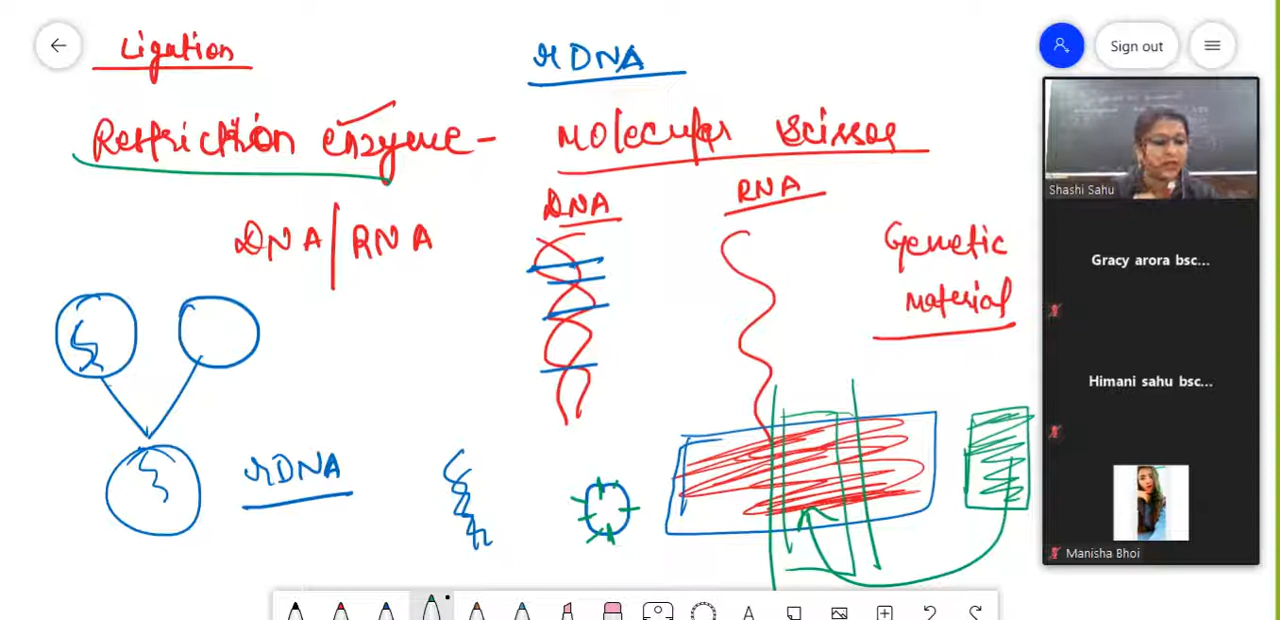 Ligation
rDNA
Sign out
Restriction enzyme - Molecular scissor
DNA
RNA
DNA/RNA
Genetic
material
rDNA
Shashi Sahu
Gracy arora bsc...
Himani sahu bsc...
Manisha Bhoi
A